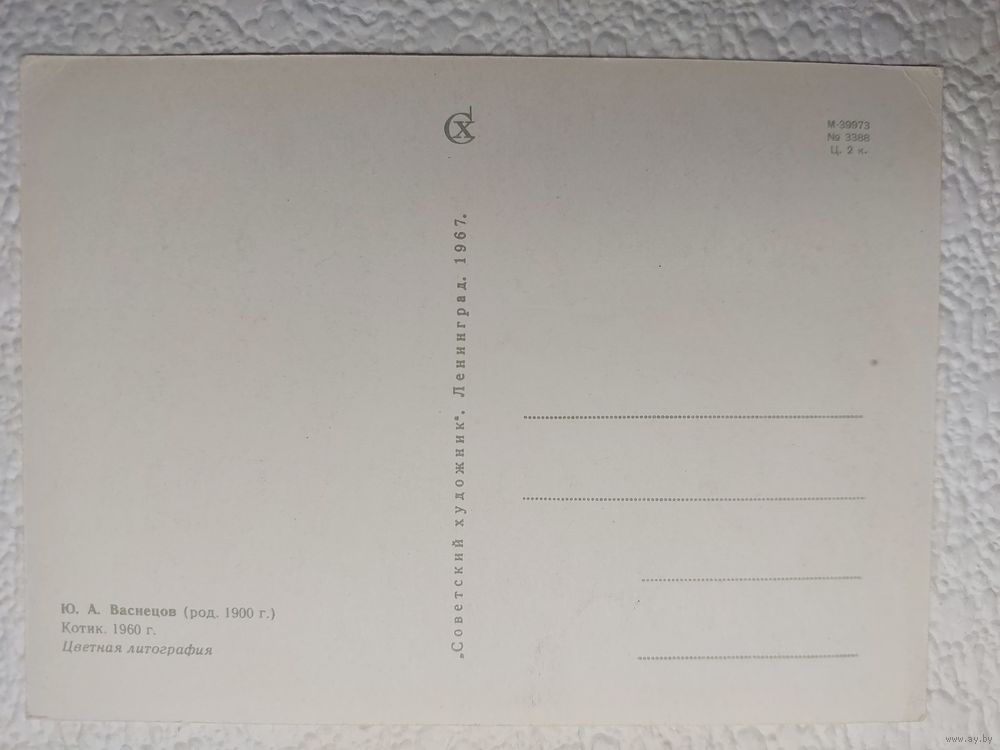 СХ
М-39973
№ 3388
Ц. 2 к.
„Советский художник“. Ленинград. 1967.
Ю. А. Васнецов (род. 1900 г.)
Котик. 1960 г.
Цветная литография
www.ay.by